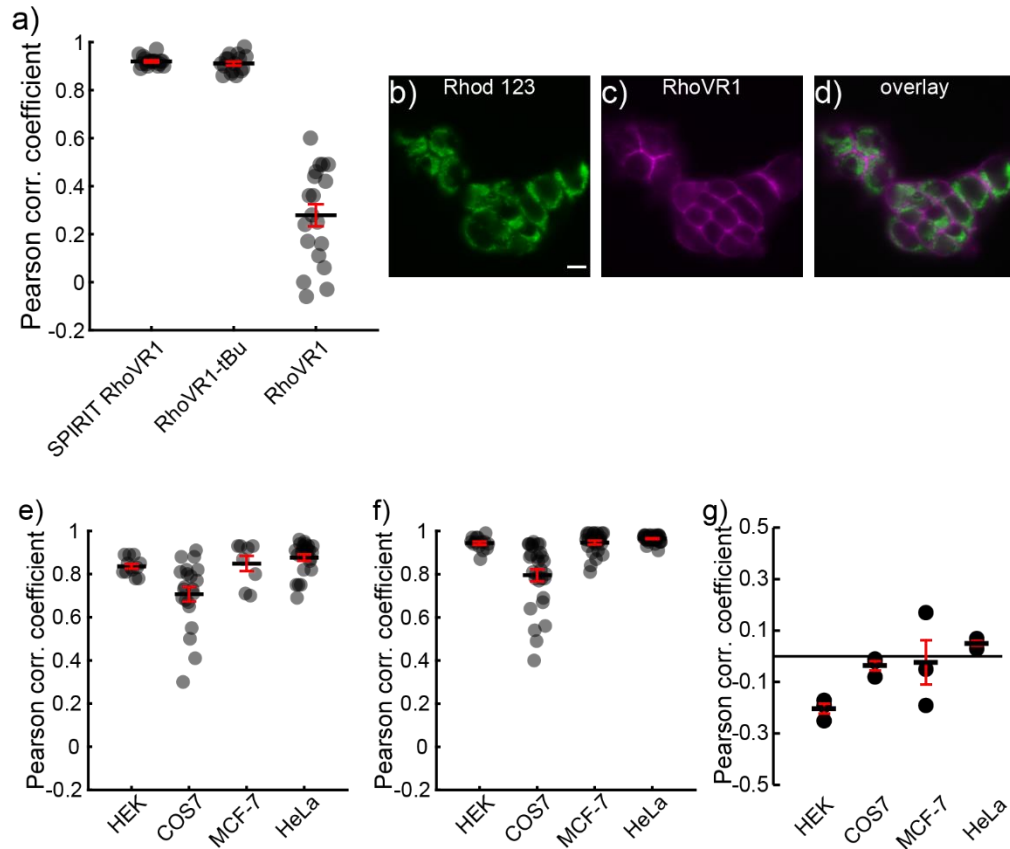 a)
Pearson corr. coefficient
1
0.8
0.6
0.4
0.2
0
-0.2
SPIRIT RhoVR1
RhoVR1-tBu
RhoVR1
b) Rhod 123
c) RhoVR1
d) overlay
e)
Pearson corr. coefficient
1
0.8
0.6
0.4
0.2
0
-0.2
HEK
COS7
MCF-7
HeLa
f)
Pearson corr. coefficient
1
0.8
0.6
0.4
0.2
0
-0.2
HEK
COS7
MCF-7
HeLa
g)
Pearson corr. coefficient
0.5
0.3
0.1
-0.1
-0.3
-0.5
HEK
COS7
MCF-7
HeLa